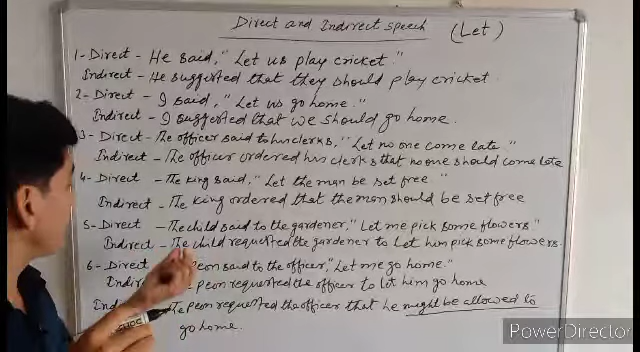 Direct and Indirect speech (Let)
1-Direct - He said, "Let us play cricket."
Indirect - He suggested that they should play cricket.
2-Direct - I said, "Let us go home."
Indirect - I suggested that we should go home.
3-Direct - The officer said to his clerks, "Let no one come late"
Indirect - The officer ordered his clerks that no one should come late
4-Direct - The king said, "Let the man be set free"
Indirect - The king ordered that the man should be set free
5-Direct - The child said to the gardener, "Let me pick some flowers."
Indirect - The child requested the gardener to let him pick some flowers.
6-Direct peon said to the officer, "Let me go home."
peon requested the officer to let him go home
The peon requested the officer that he might be allowed to
go home.
PowerDirector